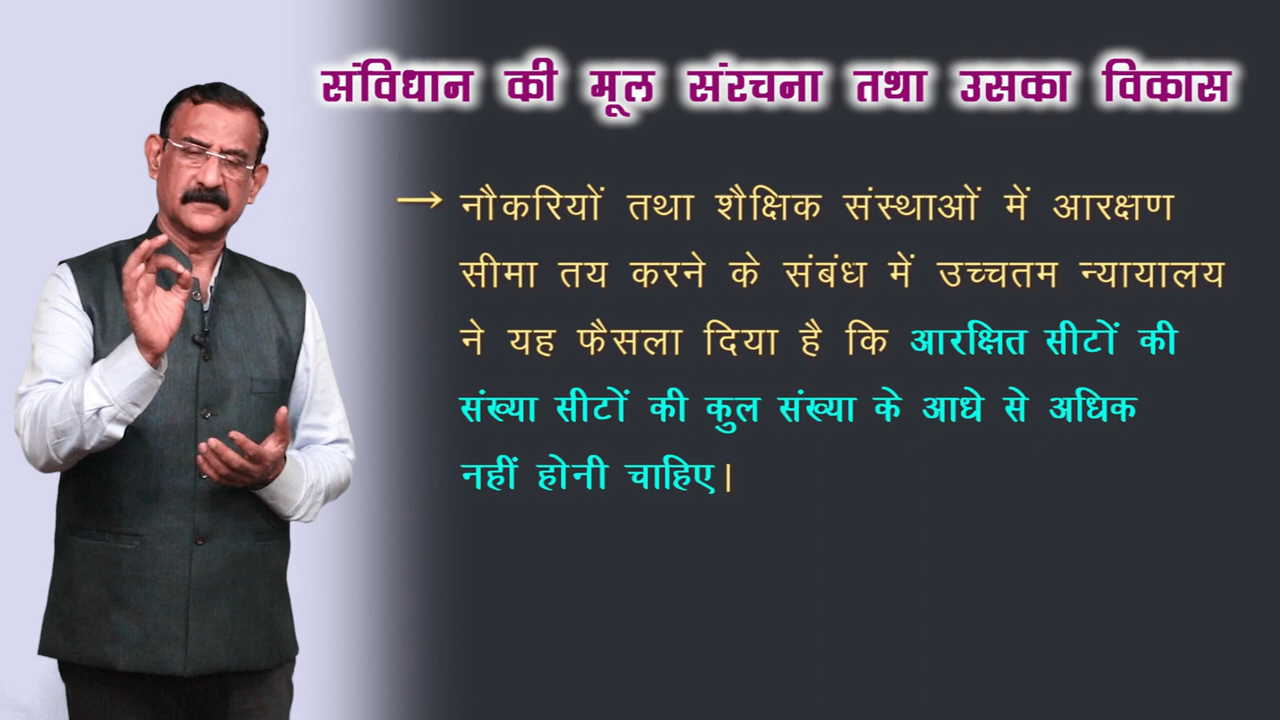 संविधान की मूल संरचना तथा उसका विकास
→ नौकरियों तथा शैक्षिक संस्थाओं में आरक्षण
सीमा तय करने के संबंध में उच्चतम न्यायालय
ने यह फैसला दिया है कि आरक्षित सीटों की
संख्या सीटों की कुल संख्या के आधे से अधिक
नहीं होनी चाहिए।